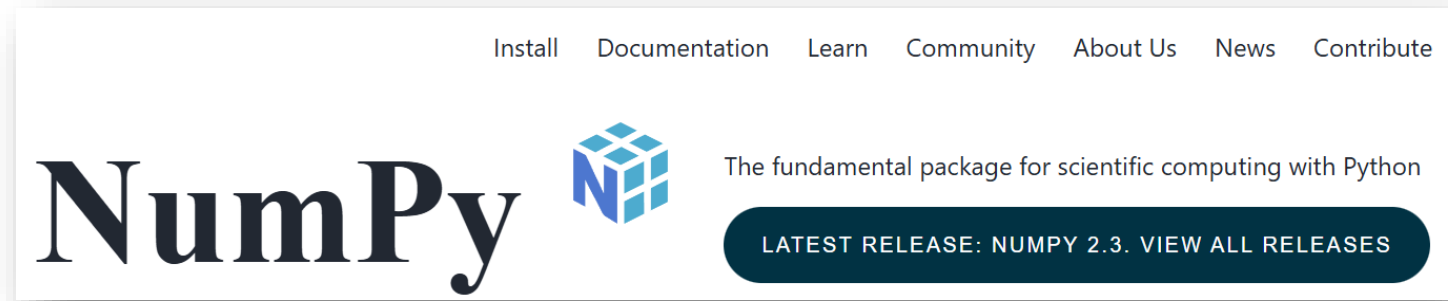 Install Documentation Learn Community About Us News Contribute
NumPy
The fundamental package for scientific computing with Python
LATEST RELEASE: NUMPY 2.3. VIEW ALL RELEASES